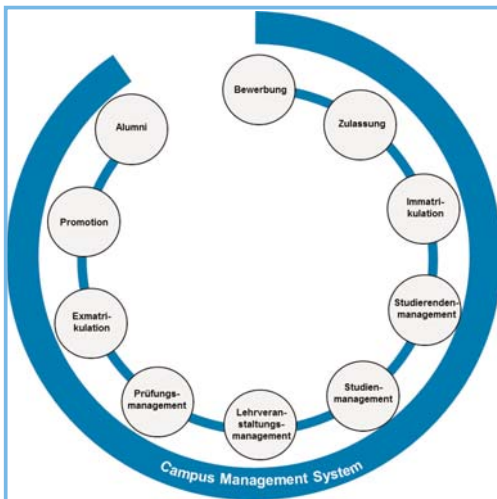 Bewerbung
Zulassung
Immatri-
kulation
Studierenden-
management
Studien-
management
Lehrveran-
staltungs-
management
Prüfungs-
management
Exmatri-
kulation
Promotion
Alumni
Campus Management System